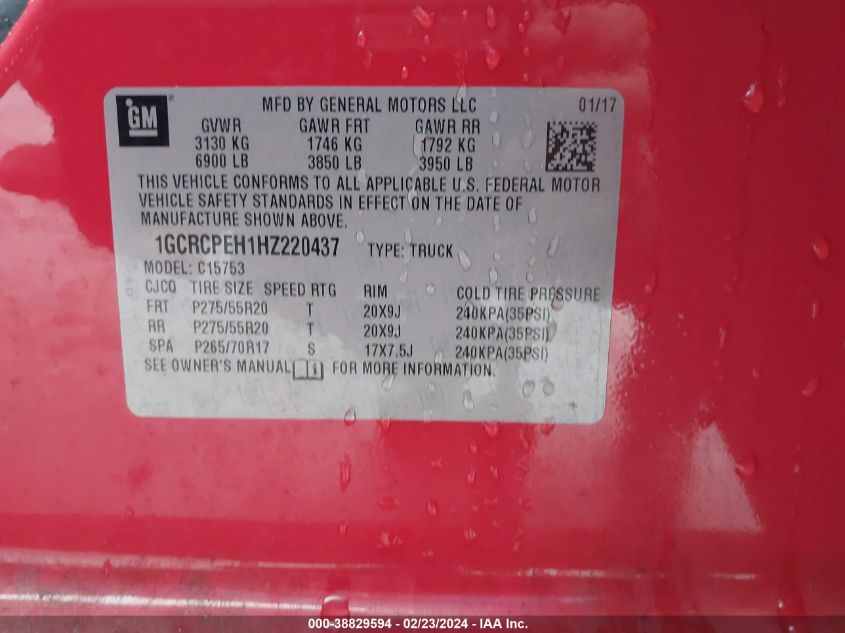 GM ®
MFD BY GENERAL MOTORS LLC 01/17
GVWR GAWR FRT GAWR RR
3130 KG 1746 KG 1792 KG
6900 LB 3850 LB 3950 LB
THIS VEHICLE CONFORMS TO ALL APPLICABLE U.S. FEDERAL MOTOR
VEHICLE SAFETY STANDARDS IN EFFECT ON THE DATE OF
MANUFACTURE SHOWN ABOVE.
1GCRCPEH1HZ220437 TYPE: TRUCK
MODEL: C15753
CJCQ TIRE SIZE SPEED RTG RIM COLD TIRE PRESSURE
FRT P275/55R20 T 20X9J 240KPA(35PSI)
RR P275/55R20 T 20X9J 240KPA(35PSI)
SPA P265/70R17 S 17X7.5J 240KPA(35PSI)
SEE OWNER'S MANUAL i FOR MORE INFORMATION.
000-38829594 - 02/23/2024 - IAA Inc.